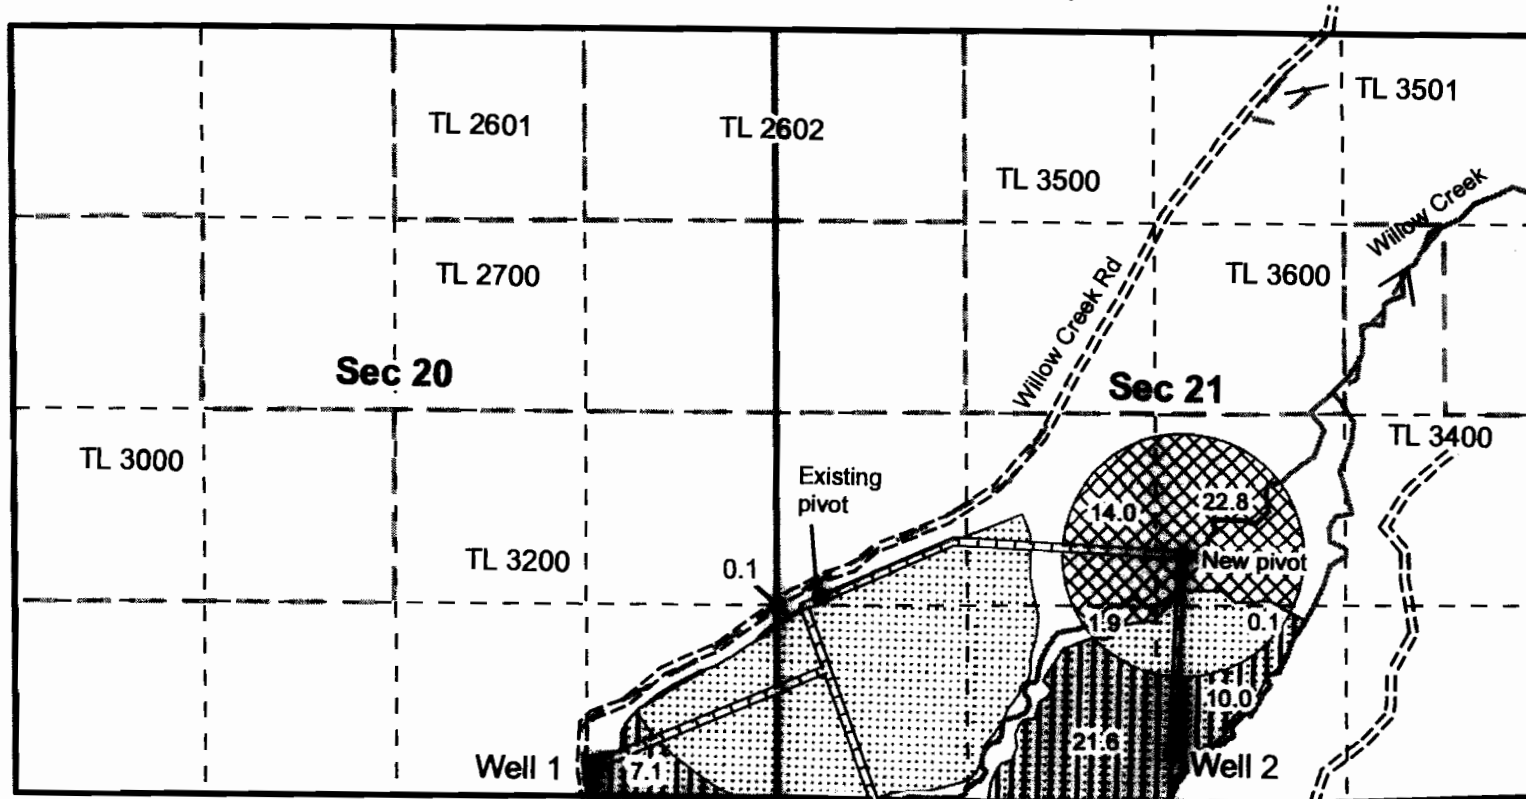 TL 3501
TL 2601
TL 2602
TL 3500
Willow Creek
TL 2700
TL 3600
Willow Creek Rd
Sec 20
Sec 21
TL 3400
TL 3000
Existing
pivot
22.8
14.0
TL 3200
0.1
New pivot
1.9
0.1
10.0
21.6
Well 1
7.1
Well 2